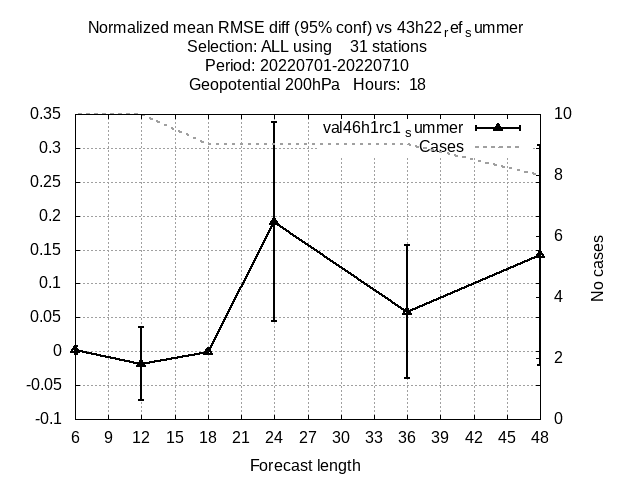 Normalized mean RMSE diff (95% conf) vs 43h22refsummer
Selection: ALL using 31 stations
Period: 20220701-20220710
Geopotential 200hPa Hours: 18
val46h1rc1summer
Cases
0.35
0.3
0.25
0.2
0.15
0.1
0.05
0
-0.05
-0.1
10
8
6
4
2
0
No cases
6 9 12 15 18 21 24 27 30 33 36 39 42 45 48
Forecast length